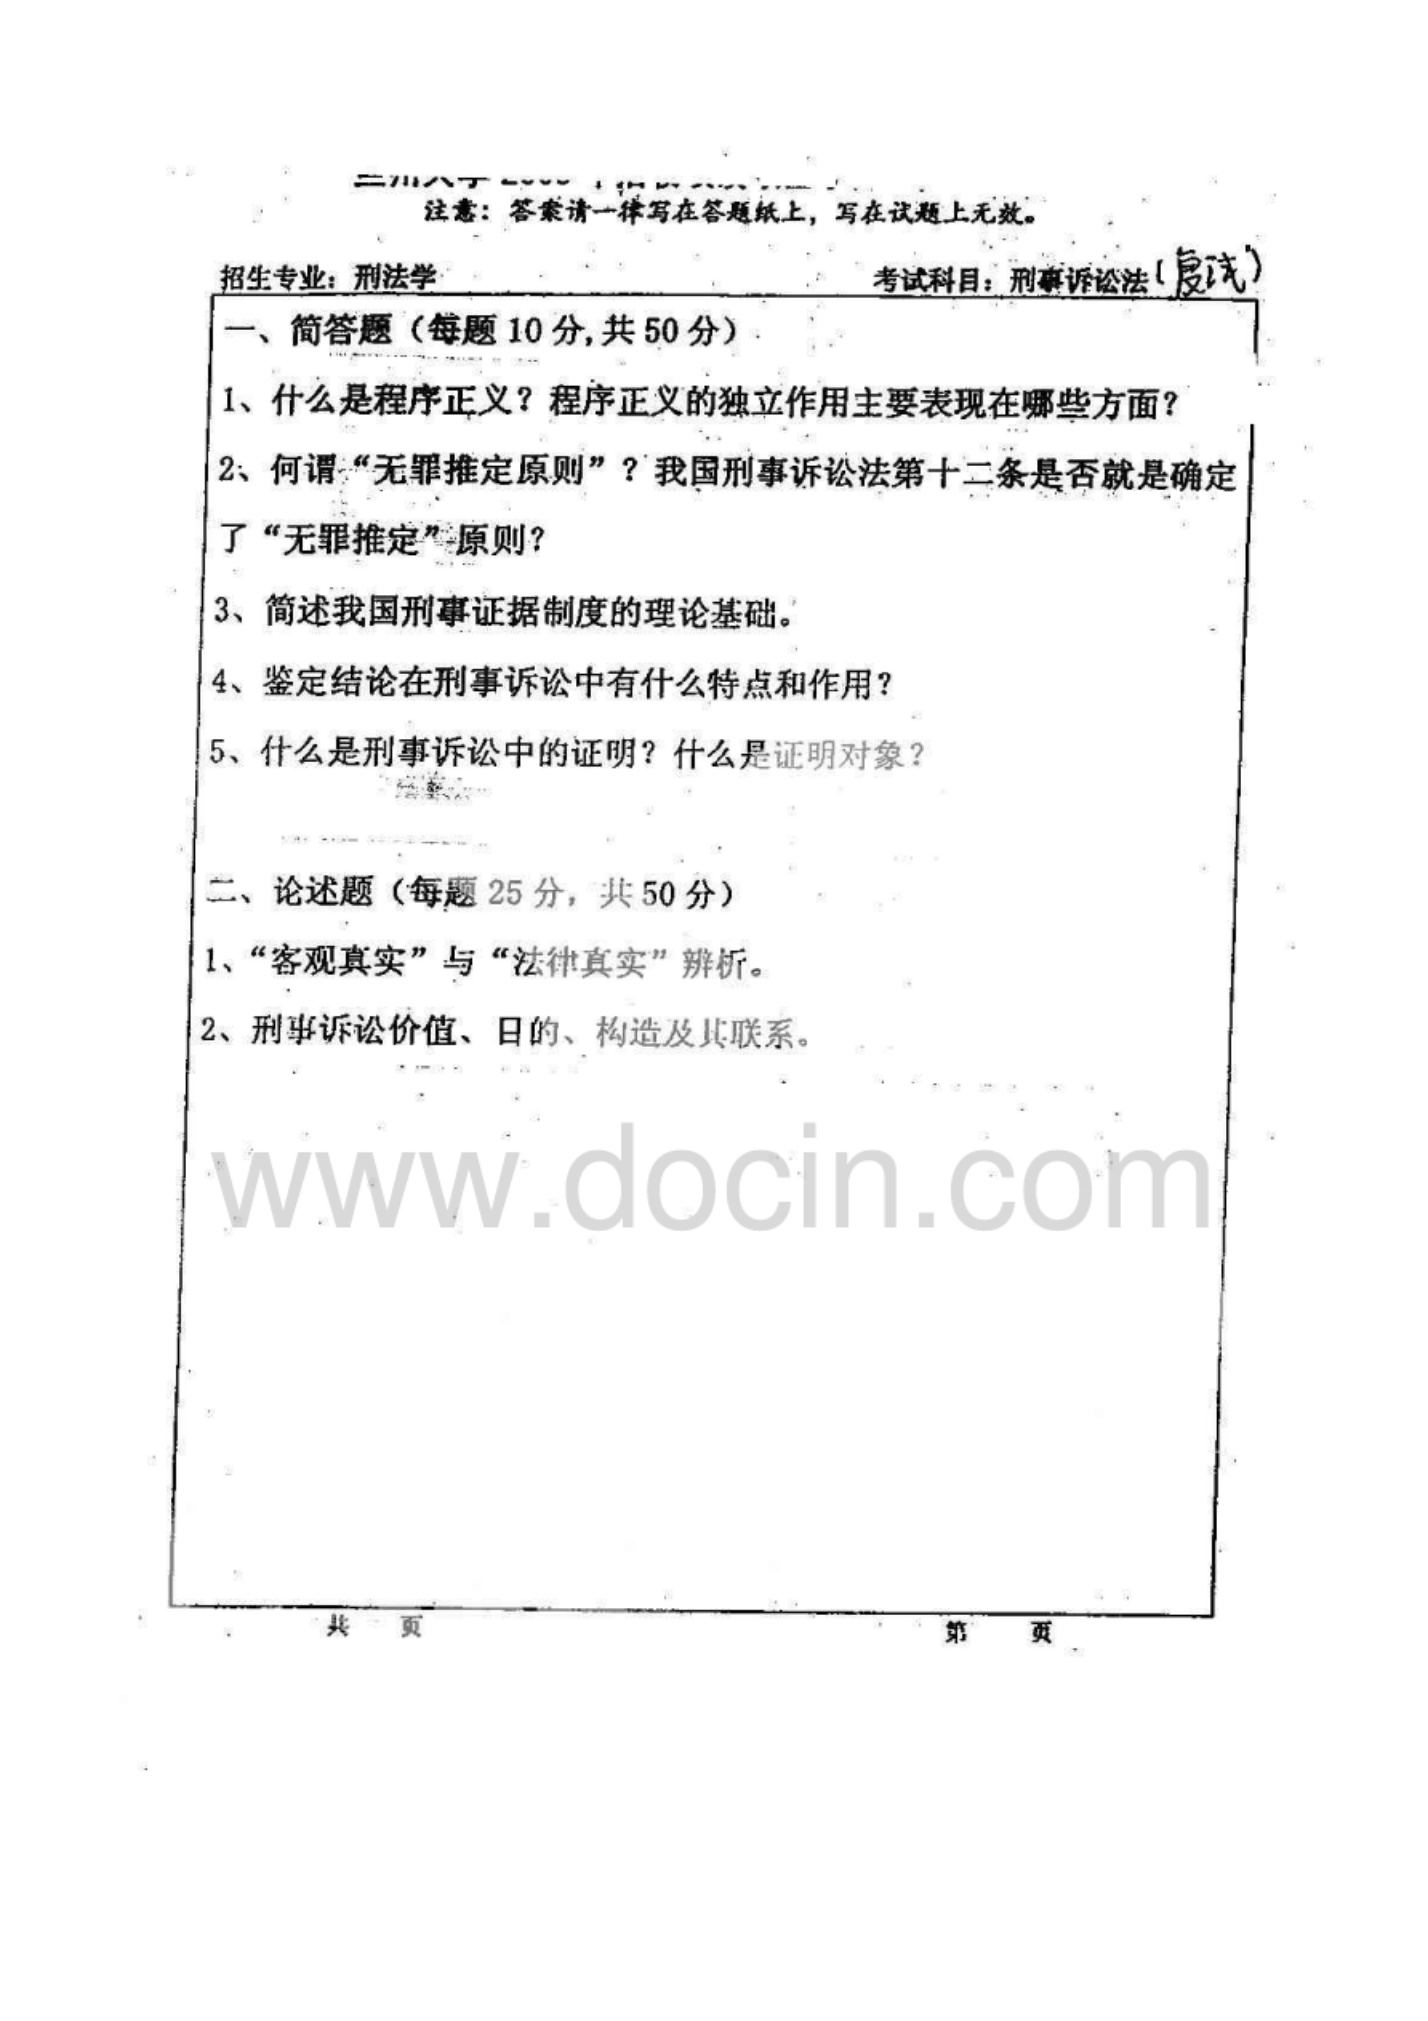 注意：答案请一律写在答题纸上，写在试题上无效。
招生专业：刑法学 考试科目：刑事诉讼法（复试）
一、简答题（每题 10 分,共 50 分）
1、什么是程序正义？程序正义的独立作用主要表现在哪些方面？
2、何谓“无罪推定原则”？我国刑事诉讼法第十二条是否就是确定
了“无罪推定”原则？
3、简述我国刑事证据制度的理论基础。
4、鉴定结论在刑事诉讼中有什么特点和作用？
5、什么是刑事诉讼中的证明？什么是证明对象？
二、论述题（每题 25 分，共 50 分）
1、“客观真实”与“法律真实”辨析。
2、刑事诉讼价值、目的、构造及其联系。
www.docin.com
共 页 第 页